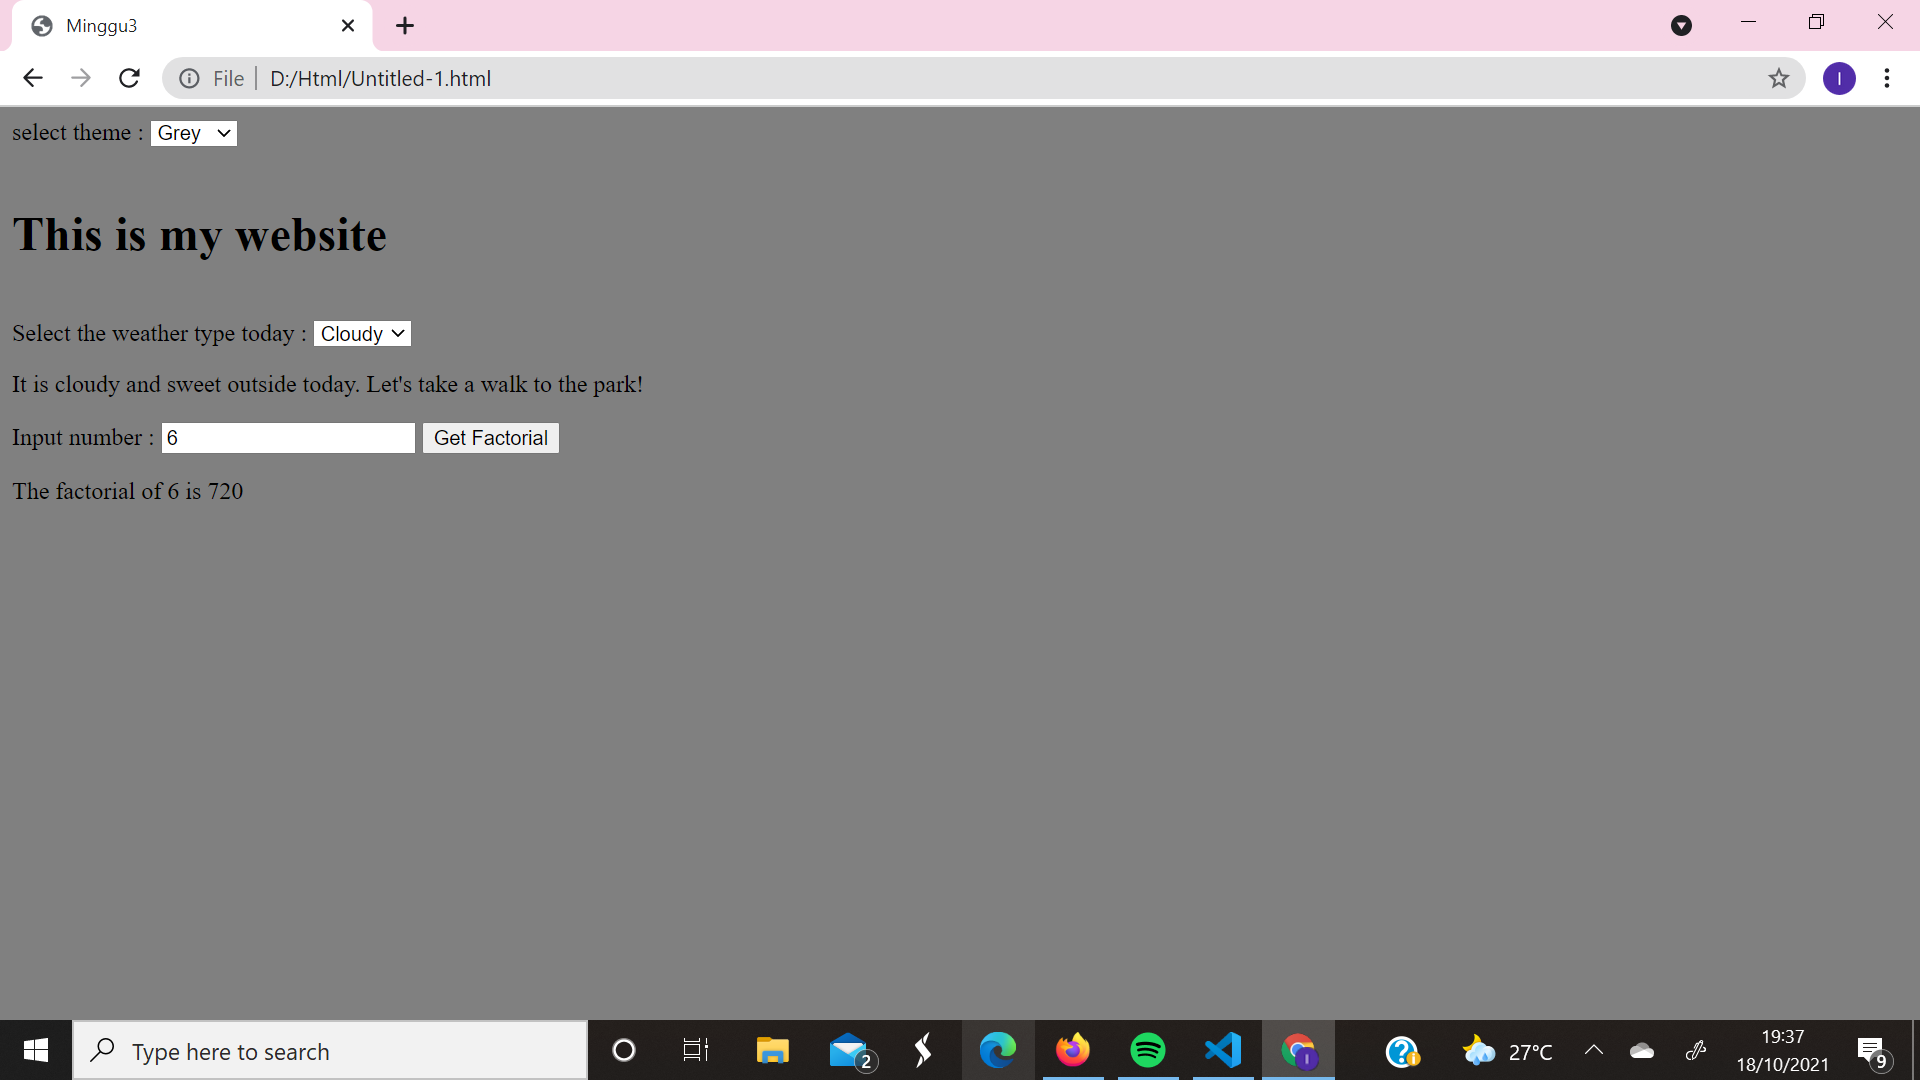 Minggu3
File D:/Html/Untitled-1.html
I
select theme : Grey
This is my website
Select the weather type today : Cloudy
It is cloudy and sweet outside today. Let's take a walk to the park!
Input number : 6 Get Factorial
The factorial of 6 is 720
Type here to search
2
I
27°C
19:37
18/10/2021
9